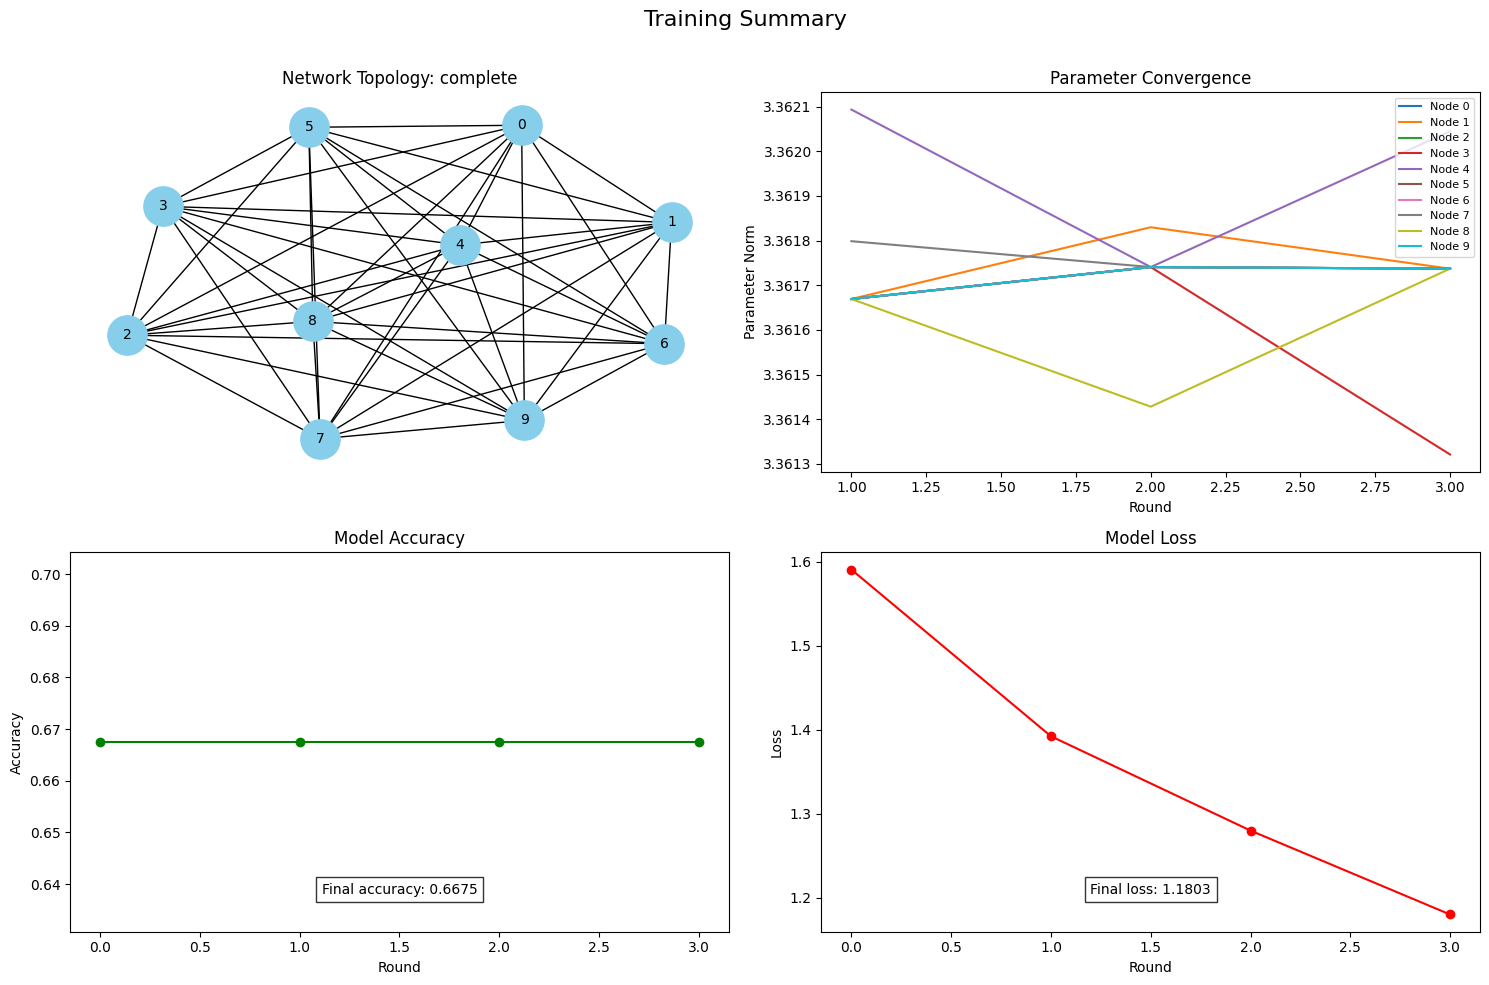 Training Summary
Network Topology: complete
5
0
3
1
4
8
2
6
9
7
Parameter Convergence
3.3621
3.3620
3.3619
3.3618
3.3617
3.3616
3.3615
3.3614
3.3613
Parameter Norm
1.00 1.25 1.50 1.75 2.00 2.25 2.50 2.75 3.00
Round
Node 0
Node 1
Node 2
Node 3
Node 4
Node 5
Node 6
Node 7
Node 8
Node 9
Model Accuracy
0.70
0.69
0.68
0.67
0.66
0.65
0.64
Accuracy
Final accuracy: 0.6675
0.0 0.5 1.0 1.5 2.0 2.5 3.0
Round
Model Loss
1.6
1.5
1.4
1.3
1.2
Loss
Final loss: 1.1803
0.0 0.5 1.0 1.5 2.0 2.5 3.0
Round